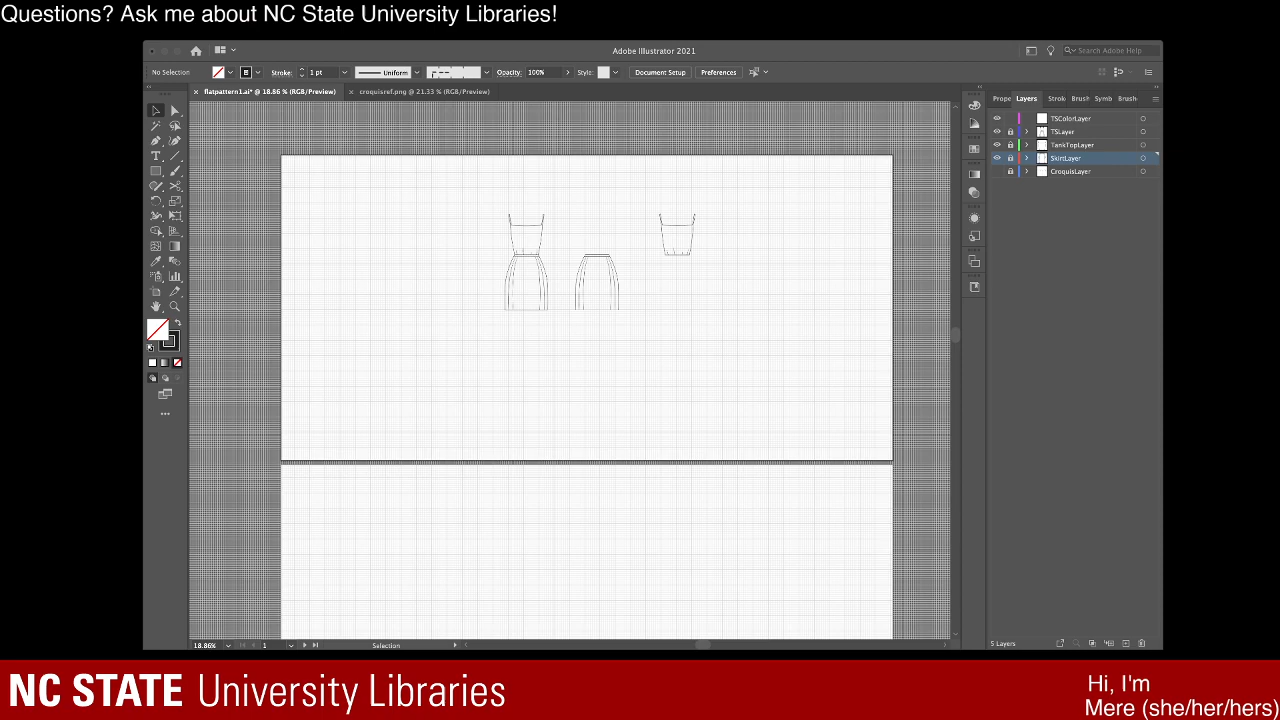 Questions? Ask me about NC State University Libraries!
Adobe Illustrator 2021
Search Adobe Help
No Selection
Stroke:
1 pt
Uniform
Opacity:
100%
Style:
Document Setup
Preferences
flatpattern1.ai* @ 18.86 % (RGB/Preview)
croquisref.png @ 21.33 % (RGB/Preview)
Prope
Layers
Strok
Brus
Symb
Brush
TSColorLayer
TSLayer
TankTopLayer
SkirtLayer
CroquisLayer
18.86%
1
Selection
5 Layers
NC STATE University Libraries
Hi, I'm
Mere (she/her/hers)